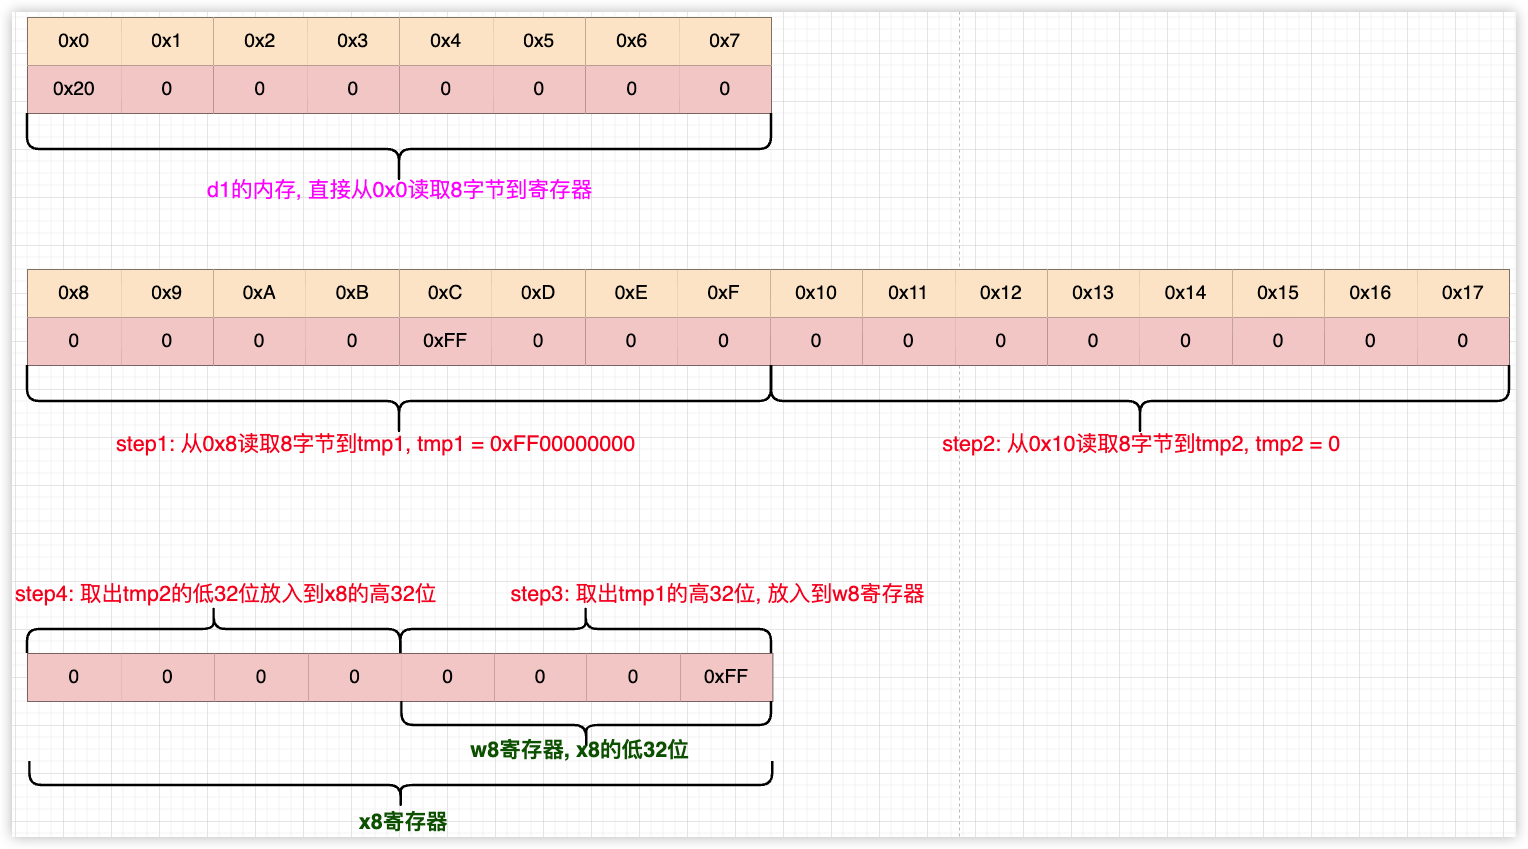 0x0 0x1 0x2 0x3 0x4 0x5 0x6 0x7
0x20 0 0 0 0 0 0 0
d1的内存, 直接从0x0读取8字节到寄存器
0x8 0x9 0xA 0xB 0xC 0xD 0xE 0xF 0x10 0x11 0x12 0x13 0x14 0x15 0x16 0x17
0 0 0 0 0xFF 0 0 0 0 0 0 0 0 0 0 0
step1: 从0x8读取8字节到tmp1, tmp1 = 0xFF00000000 step2: 从0x10读取8字节到tmp2, tmp2 = 0
step4: 取出tmp2的低32位放入到x8的高32位 step3: 取出tmp1的高32位, 放入到w8寄存器
0 0 0 0 0 0 0 0xFF
w8寄存器, x8的低32位
x8寄存器